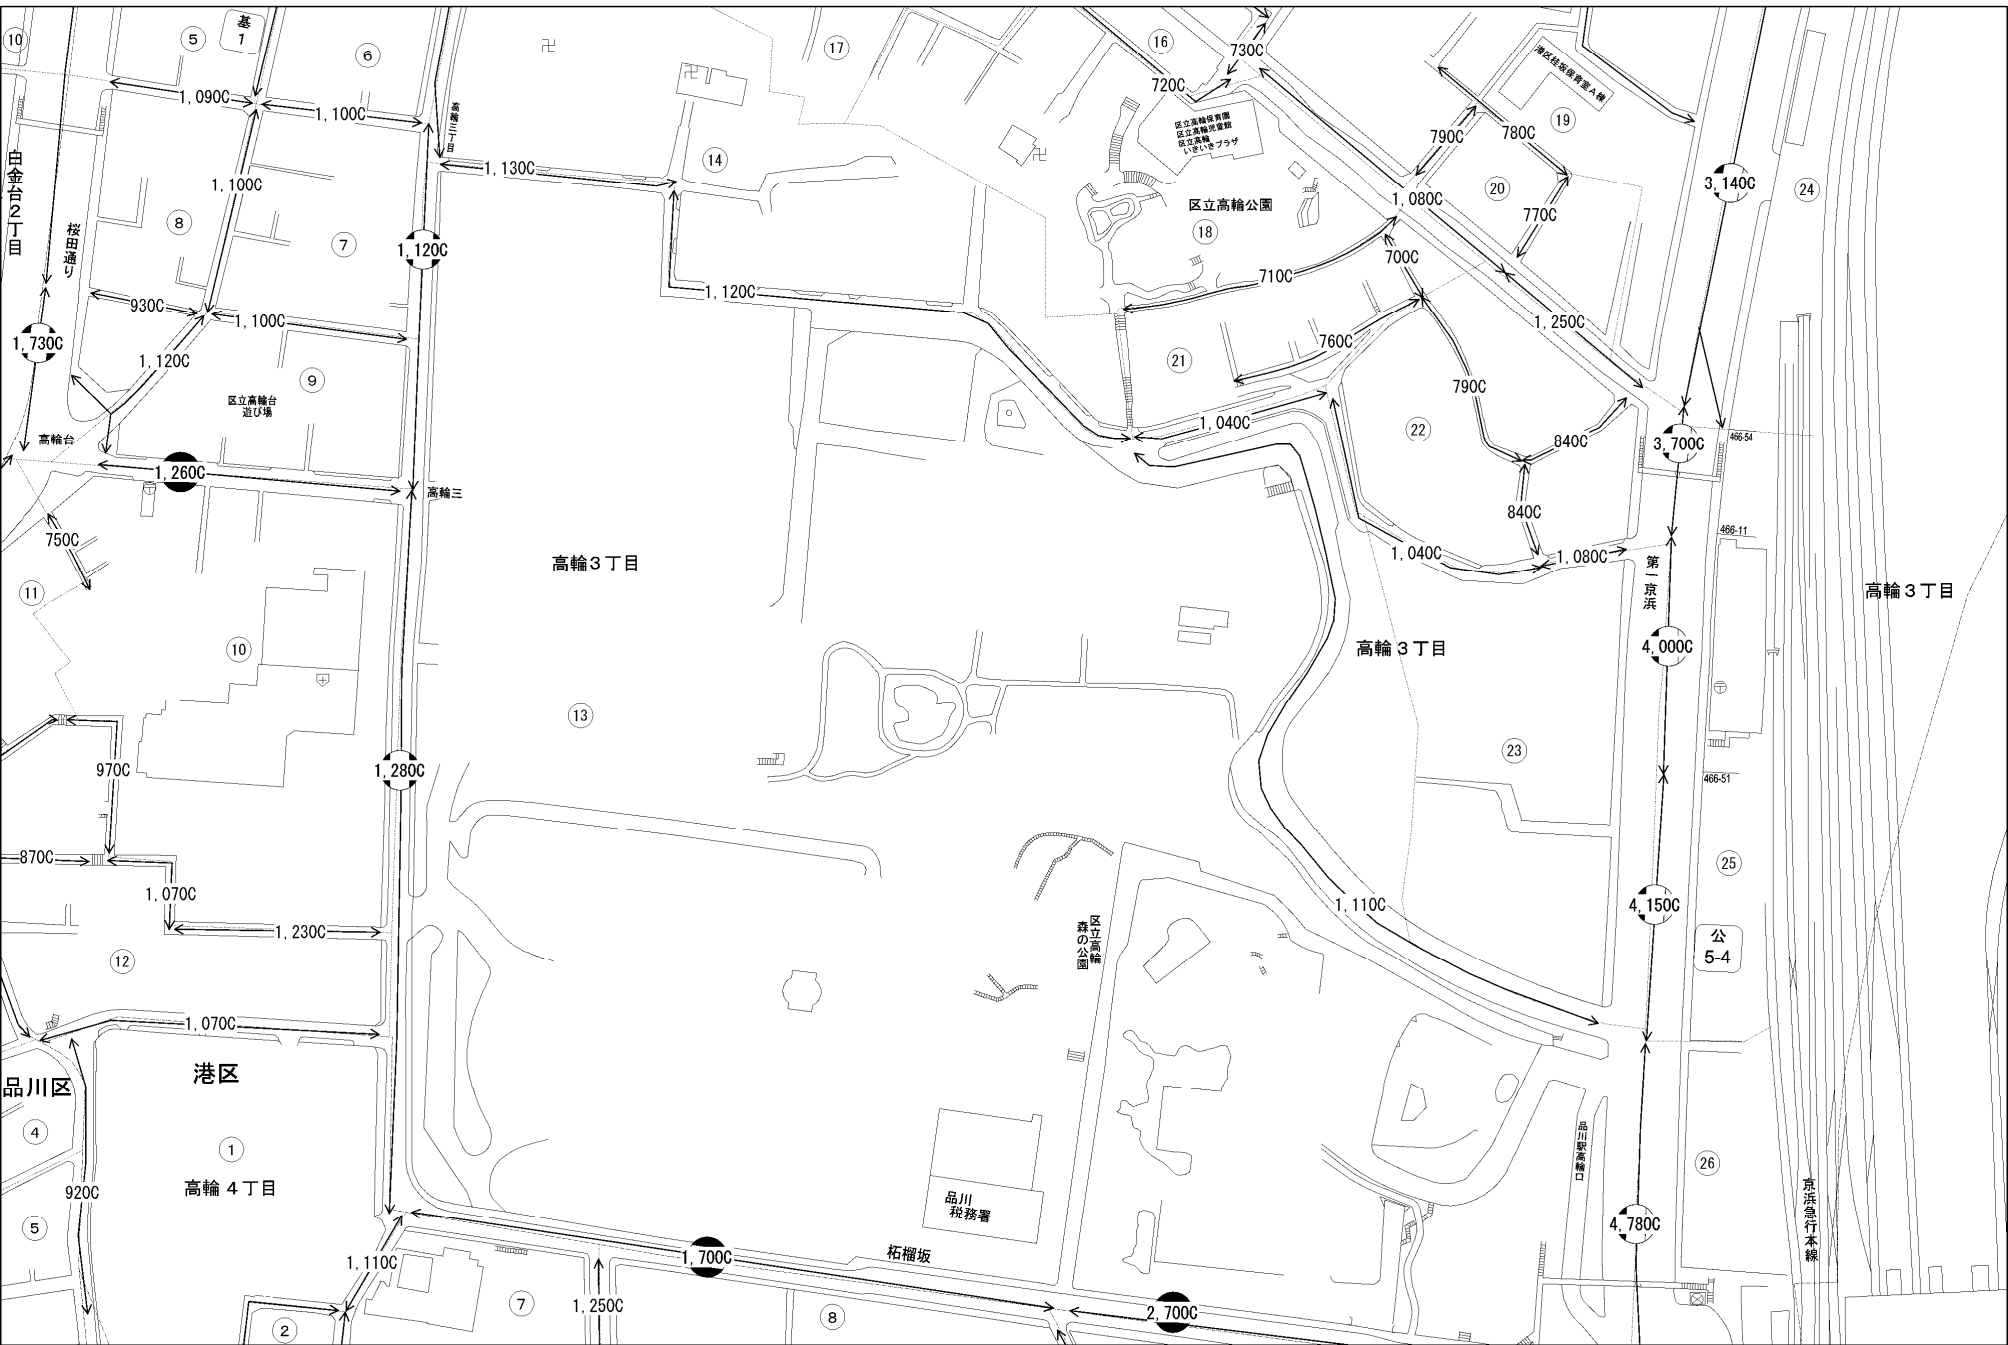 10
5
基
1
6
卍
17
16
730C
720C
港区桂坂保育室A棟
24
1,090C
1,100C
高輪三丁目
卍
14
1,130C
卍
区立高輪保育園
区立高輪児童館
区立高輪
いきいきプラザ
790C
780C
19
3,140C
白金台2丁目
桜田通り
1,100C
8
7
1,120C
区立高輪公園
18
1,080C
20
770C
700C
710C
930C
1,100C
1,120C
1,730C
1,120C
760C
1,250C
21
9
区立高輪台
遊び場
790C
高輪台
1,260C
高輪三
1,040C
22
840C
3,700C
466-54
750C
840C
1,040C
1,080C
466-11
第一京浜
高輪3丁目
高輪3丁目
11
10
高輪3丁目
4,000C
13
23
970C
1,280C
466-51
870C
1,070C
1,230C
1,110C
4,150C
25
公
5-4
区立高輪
森の公園
12
1,070C
品川区
港区
4
1
高輪4丁目
品川駅高輪口
26
京浜急行本線
920C
5
品川
税務署
4,780C
1,110C
1,700C
柘榴坂
2
7
1,250C
8
2,700C